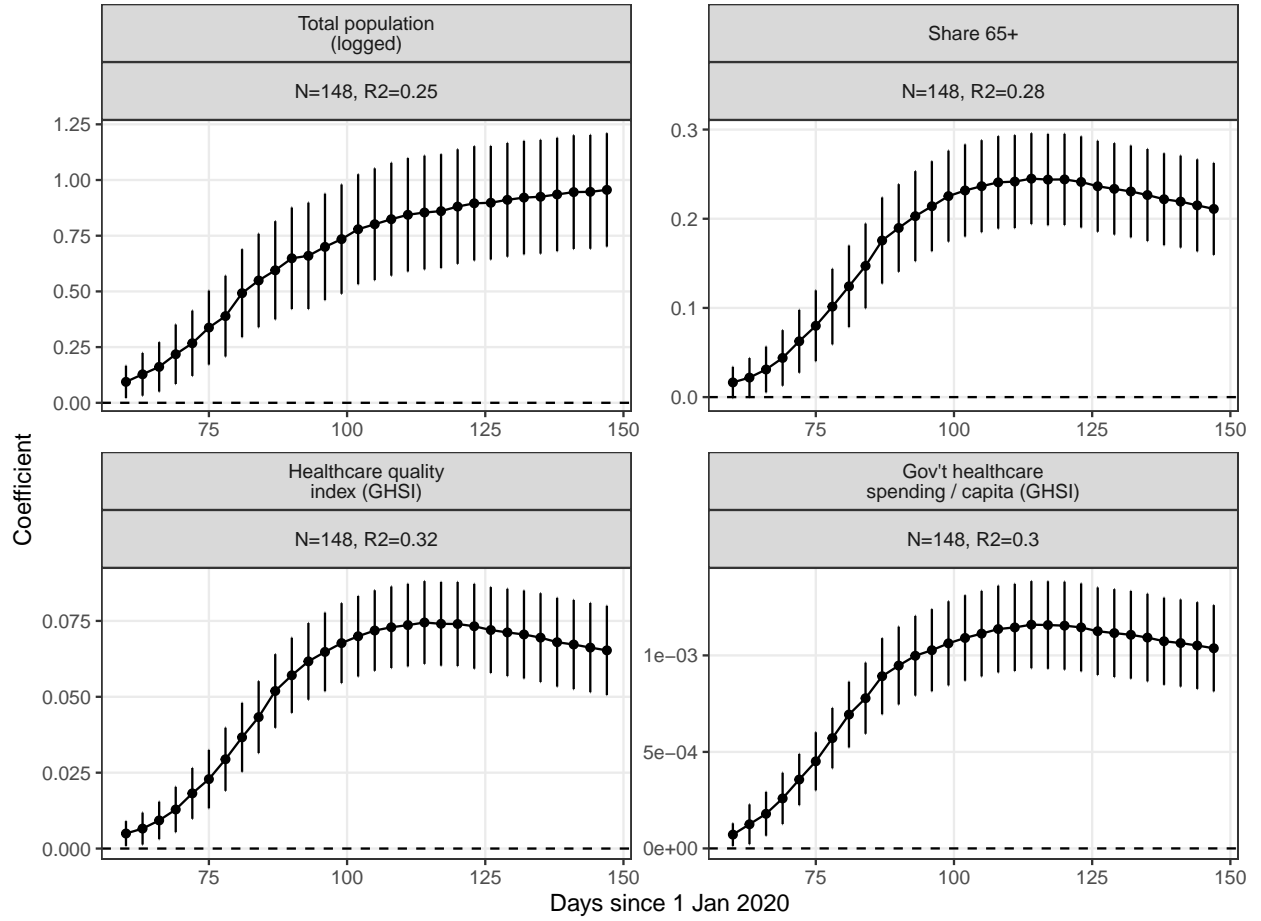 Total population
(logged)
N=148, R2=0.25
1.25
1.00
0.75
0.50
0.25
0.00
75
100
125
150
Share 65+
N=148, R2=0.28
0.3
0.2
0.1
0.0
75
100
125
150
Coefficient
Healthcare quality
index (GHSI)
N=148, R2=0.32
0.075
0.050
0.025
0.000
75
100
125
150
Gov't healthcare
spending / capita (GHSI)
N=148, R2=0.3
1e−03
5e−04
0e+00
75
100
125
150
Days since 1 Jan 2020